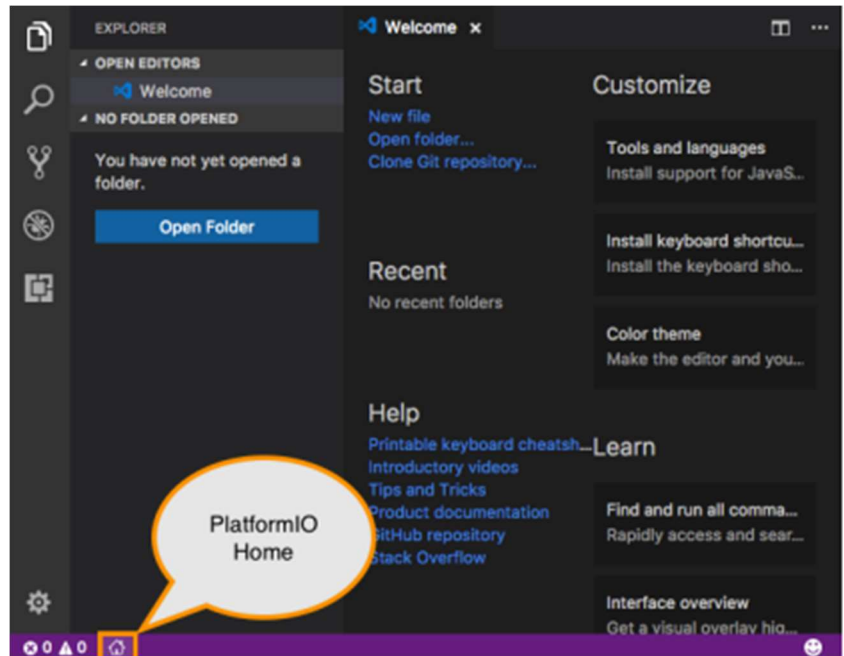 EXPLORER
OPEN EDITORS
Welcome
NO FOLDER OPENED
You have not yet opened a
folder.
Open Folder
Welcome ×
Start
New file
Open folder...
Clone Git repository...
Recent
No recent folders
Help
Printable keyboard cheatsh...
Introductory videos
Tips and Tricks
Product documentation
GitHub repository
Stack Overflow
Customize
Tools and languages
Install support for JavaS...
Install keyboard shortcu...
Install the keyboard sho...
Color theme
Make the editor and you...
Learn
Find and run all comma...
Rapidly access and sear...
Interface overview
Get a visual overlay hig...
PlatformIO
Home
0 0